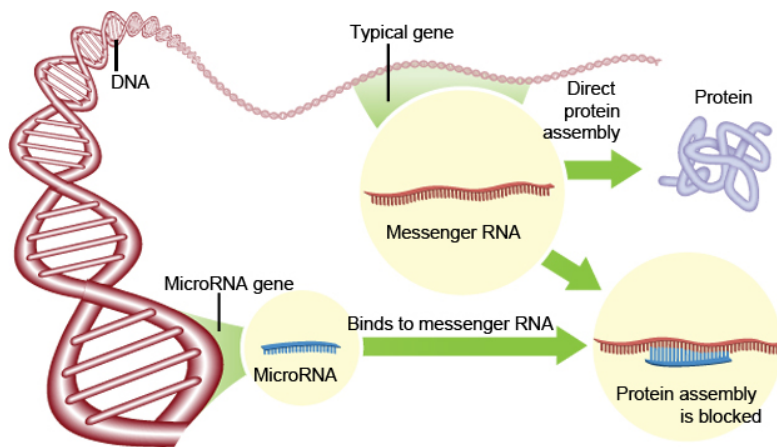 Typical gene
DNA
Direct
protein
assembly
Protein
Messenger RNA
MicroRNA gene
Binds to messenger RNA
MicroRNA
Protein assembly
is blocked